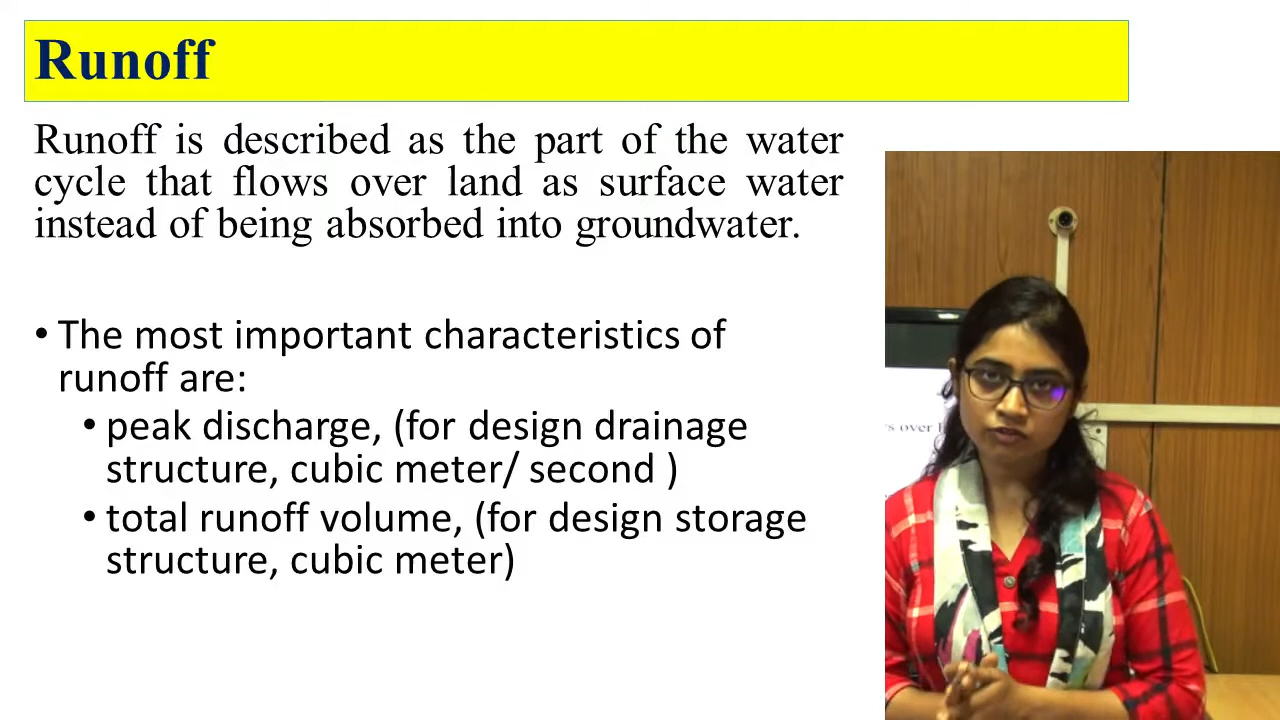 Runoff
Runoff is described as the part of the water
cycle that flows over land as surface water
instead of being absorbed into groundwater.
• The most important characteristics of
runoff are:
• peak discharge, (for design drainage
structure, cubic meter/ second )
• total runoff volume, (for design storage
structure, cubic meter)
over